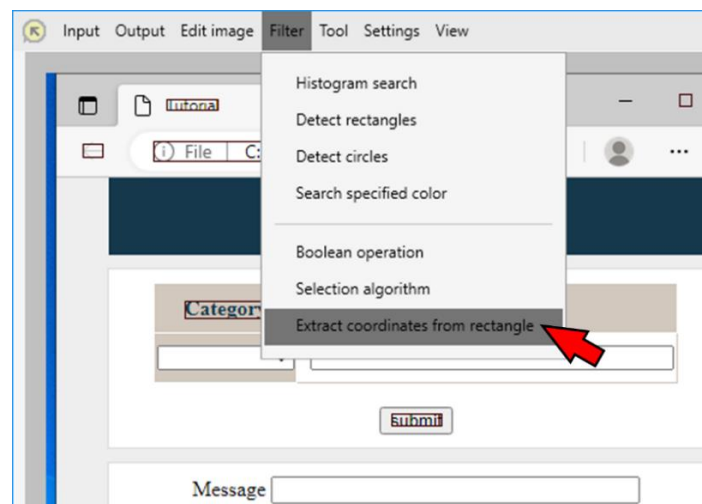 Input Output Edit image Filter Tool Settings View
Histogram search
Tutorial
Detect rectangles
File C:
Detect circles
Search specified color
Boolean operation
Selection algorithm
Category
Extract coordinates from rectangle
submit
Message